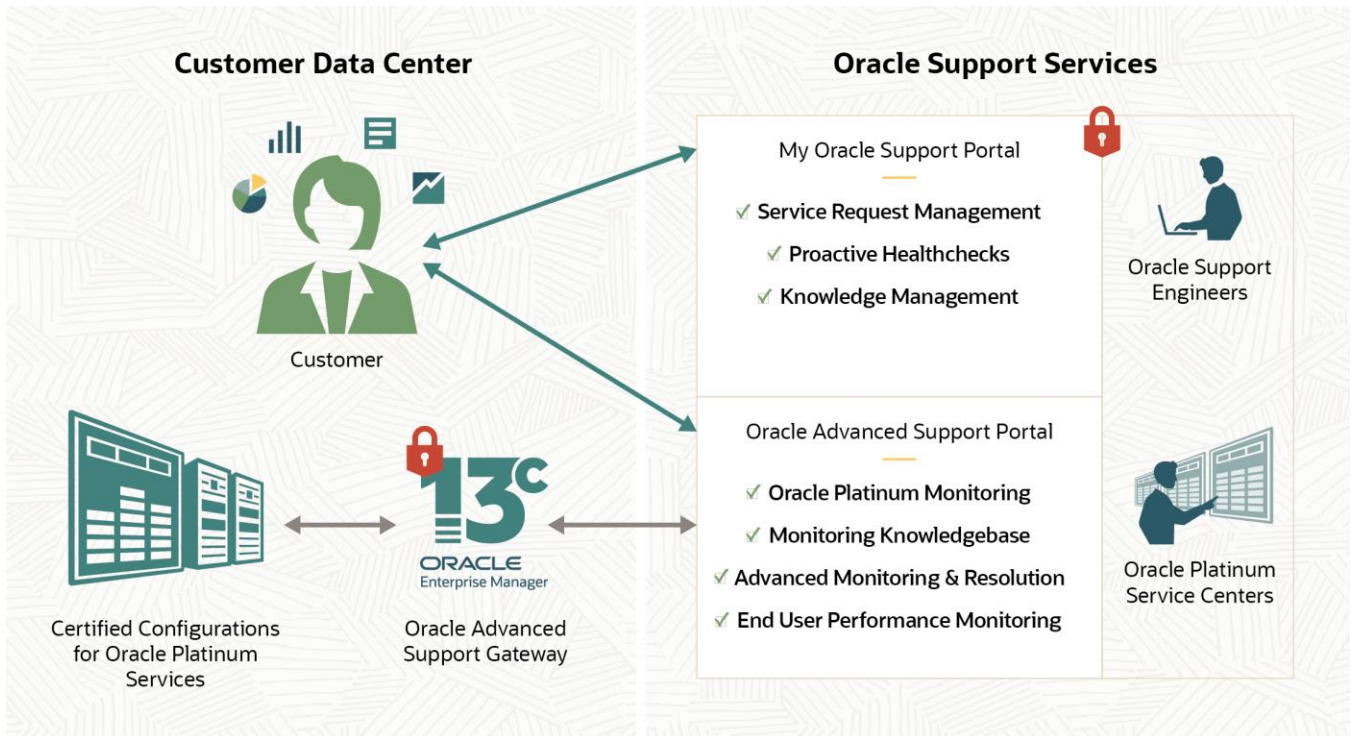 Customer Data Center
Customer
Certified Configurations
for Oracle Platinum
Services
13c
ORACLE
Enterprise Manager
Oracle Advanced
Support Gateway
Oracle Support Services
My Oracle Support Portal
Service Request Management
Proactive Healthchecks
Knowledge Management
Oracle Support
Engineers
Oracle Advanced Support Portal
Oracle Platinum Monitoring
Monitoring Knowledgebase
Advanced Monitoring & Resolution
End User Performance Monitoring
Oracle Platinum
Service Centers